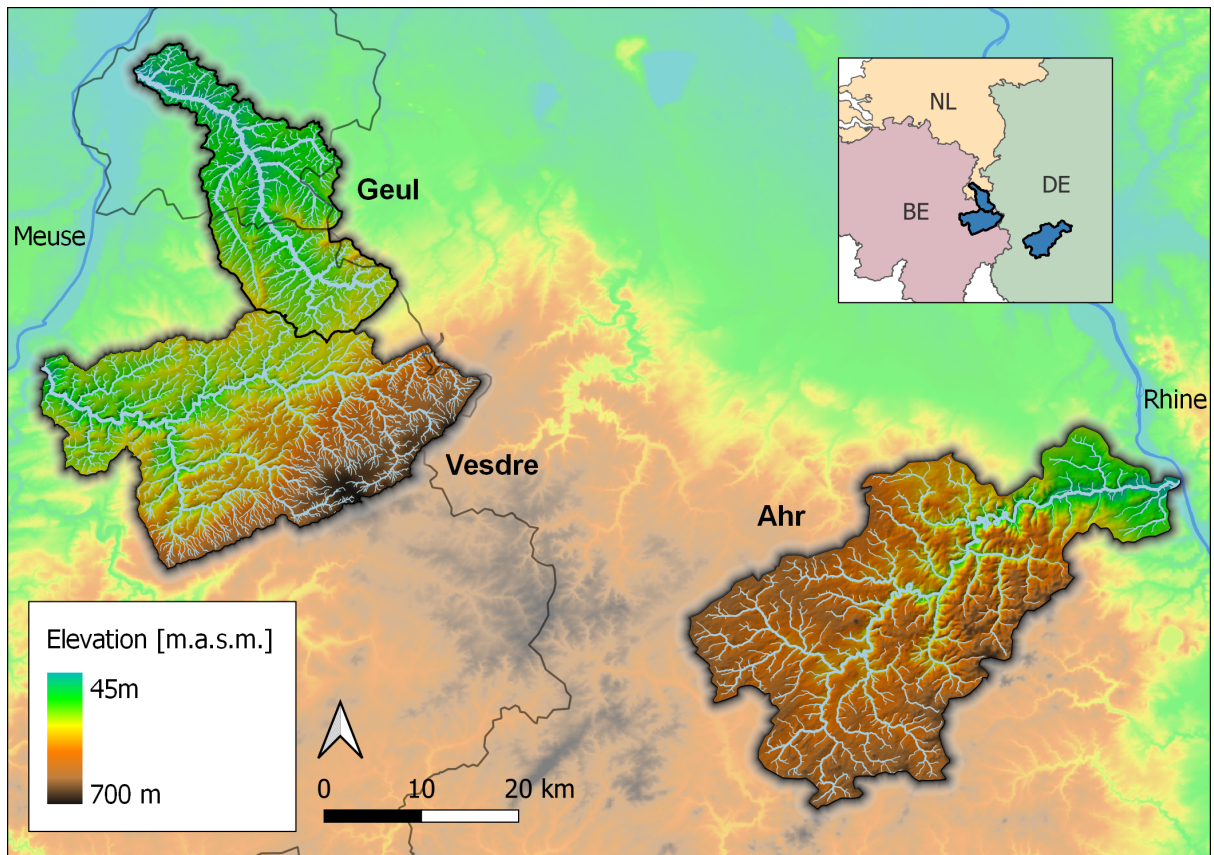 NL
DE
BE
Geul
Meuse
Vesdre
Rhine
Ahr
Elevation [m.a.s.m.]
45m
700 m
0 10 20 km